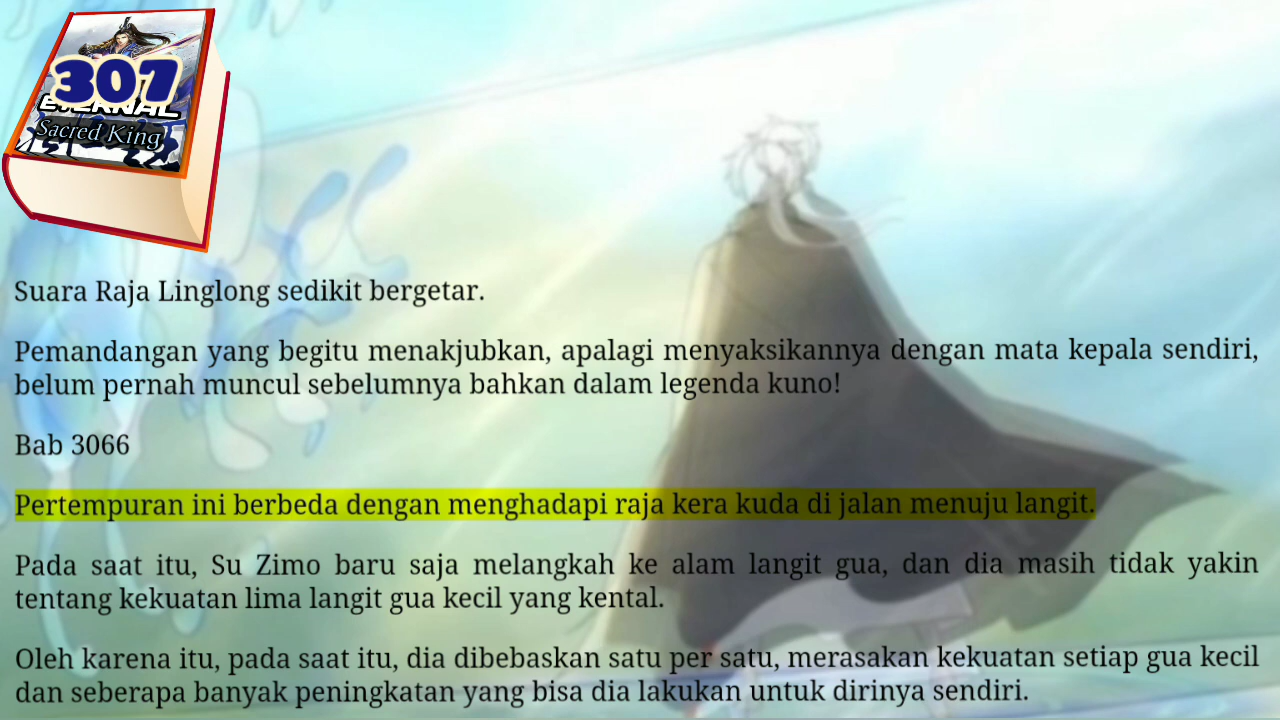 307
ETERNAL
Sacred King
Suara Raja Linglong sedikit bergetar.
Pemandangan yang begitu menakjubkan, apalagi menyaksikannya dengan mata kepala sendiri,
belum pernah muncul sebelumnya bahkan dalam legenda kuno!
Bab 3066
Pertempuran ini berbeda dengan menghadapi raja kera kuda di jalan menuju langit.
Pada saat itu, Su Zimo baru saja melangkah ke alam langit gua, dan dia masih tidak yakin
tentang kekuatan lima langit gua kecil yang kental.
Oleh karena itu, pada saat itu, dia dibebaskan satu per satu, merasakan kekuatan setiap gua kecil
dan seberapa banyak peningkatan yang bisa dia lakukan untuk dirinya sendiri.